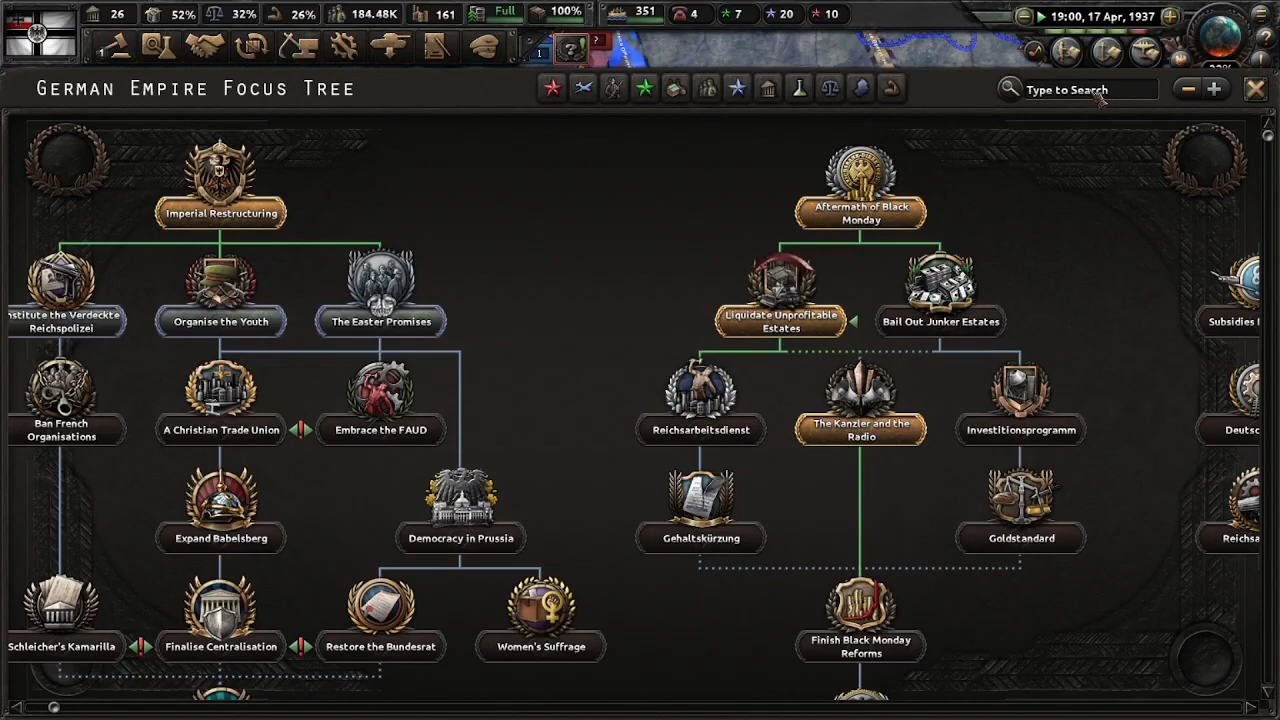 26 52% 32% 26% 184.48K 161 Full 100% 351 4 7 20 10 19:00, 17 Apr, 1937
1
German Empire Focus Tree
Type to Search
Imperial Restructuring
Aftermath of Black
Monday
nstitute the Verdeckte
Reichspolizei
Organise the Youth
The Easter Promises
Liquidate Unprofitable
Estates
Bail Out Junker Estates
Subsidies
Ban French
Organisations
A Christian Trade Union
Embrace the FAUD
Reichsarbeitsdienst
The Kanzler and the
Radio
Investitionsprogramm
Deutsc
Expand Babelsberg
Democracy in Prussia
Gehaltskürzung
Goldstandard
Reichsa
Schleicher's Kamarilla
Finalise Centralisation
Restore the Bundesrat
Women's Suffrage
Finish Black Monday
Reforms